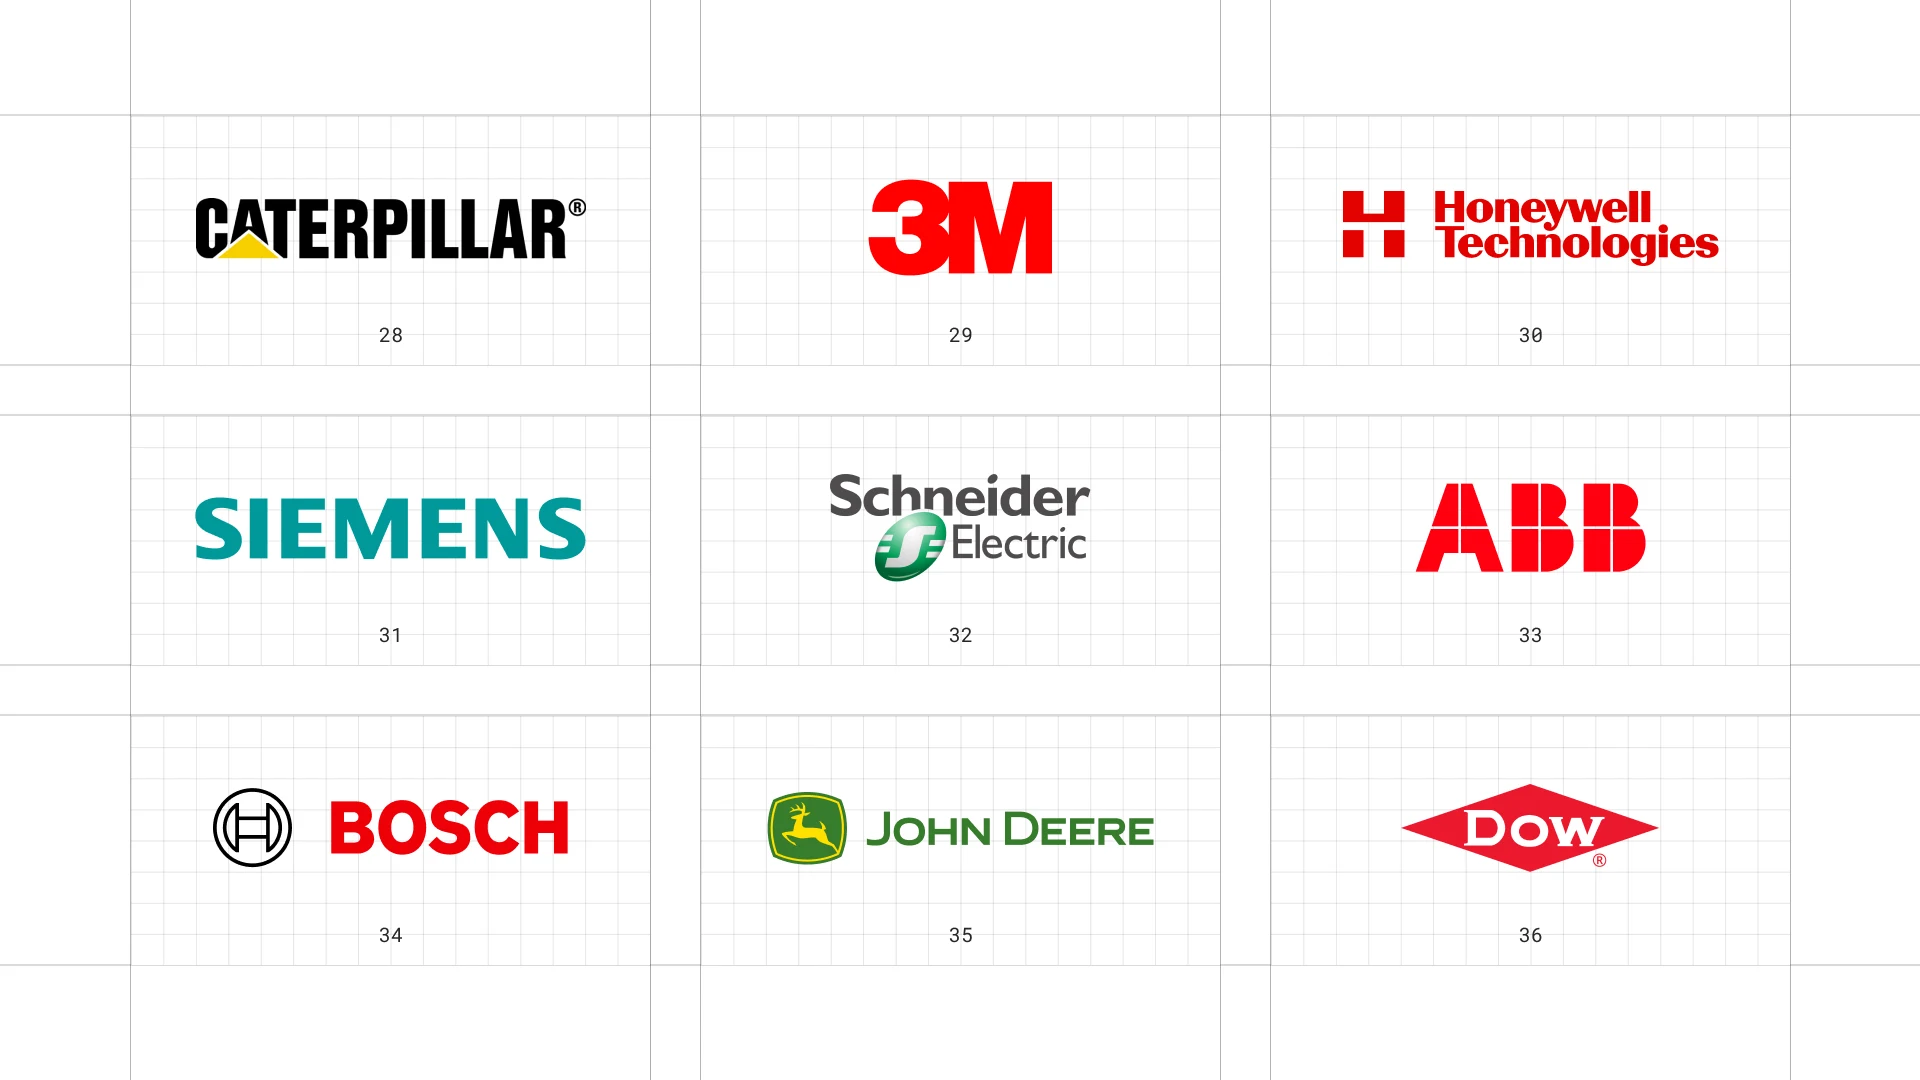 CATERPILLAR®
28
3M
29
Honeywell
Technologies
30
SIEMENS
31
Schneider
Electric
32
ABB
33
BOSCH
34
JOHN DEERE
35
DOW
®
36